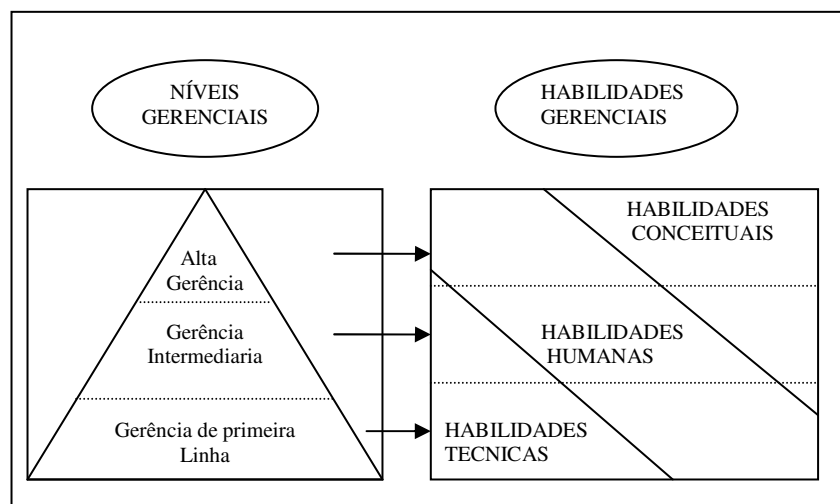 NÍVEIS
GERENCIAIS
HABILIDADES
GERENCIAIS
Alta
Gerência
Gerência
Intermediaria
Gerência de primeira
Linha
HABILIDADES
CONCEITUAIS
HABILIDADES
HUMANAS
HABILIDADES
TECNICAS